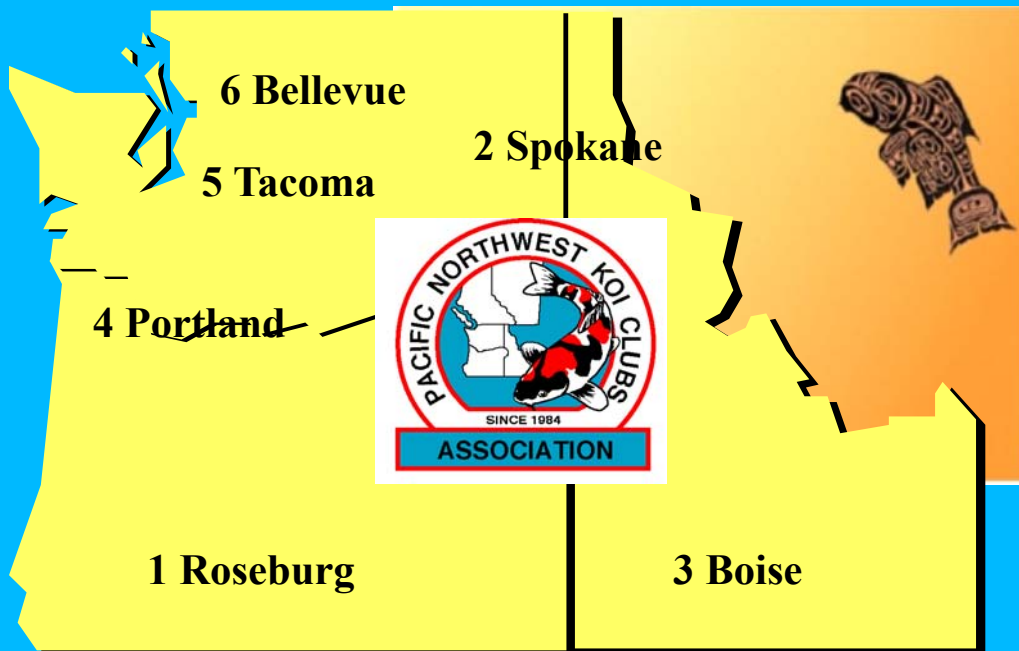 6 Bellevue
2 Spokane
5 Tacoma
4 Portland
PACIFIC NORTHWEST KOI CLUBS
SINCE 1984
ASSOCIATION
1 Roseburg
3 Boise